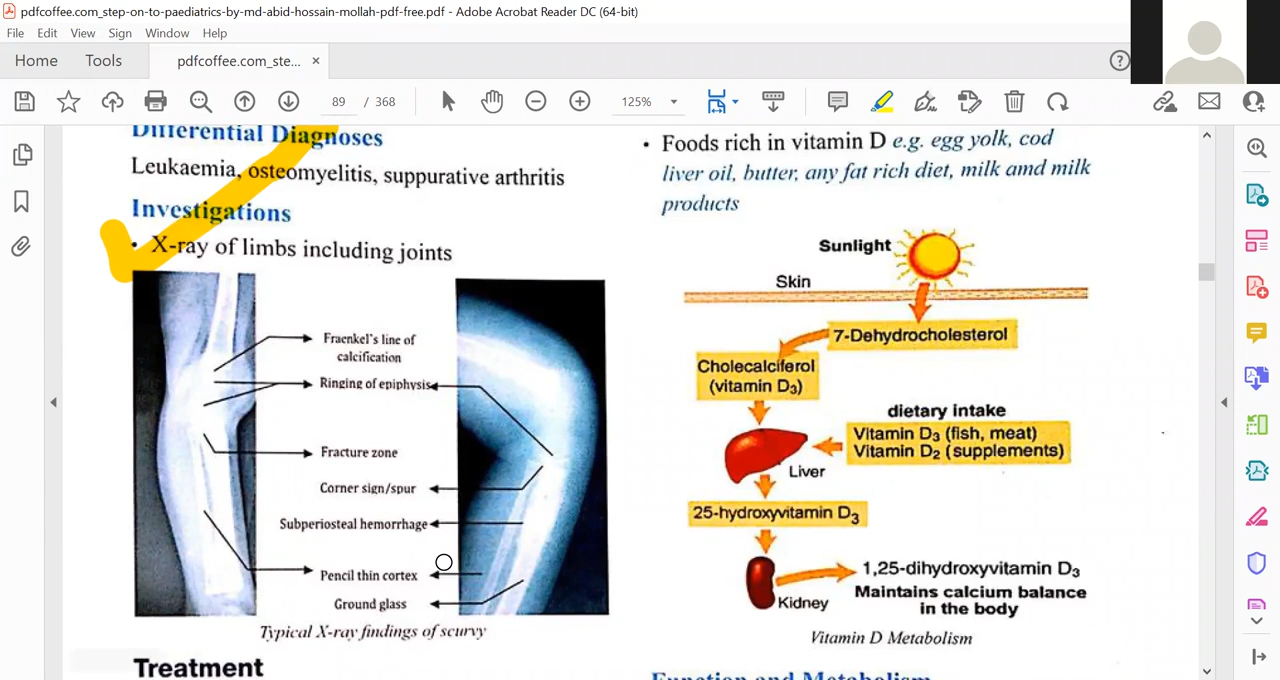 pdfcoffee.com_step-on-to-paediatrics-by-md-abid-hossain-mollah-pdf-free.pdf - Adobe Acrobat Reader DC (64-bit)
File Edit View Sign Window Help
Home Tools pdfcoffee.com_ste... ×
89 / 368 125%
Differential Diagnoses
Leukaemia, osteomyelitis, suppurative arthritis
Investigations
• X-ray of limbs including joints
Fraenkel's line of
calcification
Ringing of epiphysis
Fracture zone
Corner sign/spur
Subperiosteal hemorrhage
Pencil thin cortex
Ground glass
Typical X-ray findings of scurvy
Treatment
• Foods rich in vitamin D e.g. egg yolk, cod
liver oil, butter, any fat rich diet, milk amd milk
products
Sunlight
Skin
7-Dehydrocholesterol
Cholecalciferol
(vitamin D3)
dietary intake
Vitamin D3 (fish, meat)
Vitamin D2 (supplements)
Liver
25-hydroxyvitamin D3
Kidney
1,25-dihydroxyvitamin D3
Maintains calcium balance
in the body
Vitamin D Metabolism
Function and Metabolism